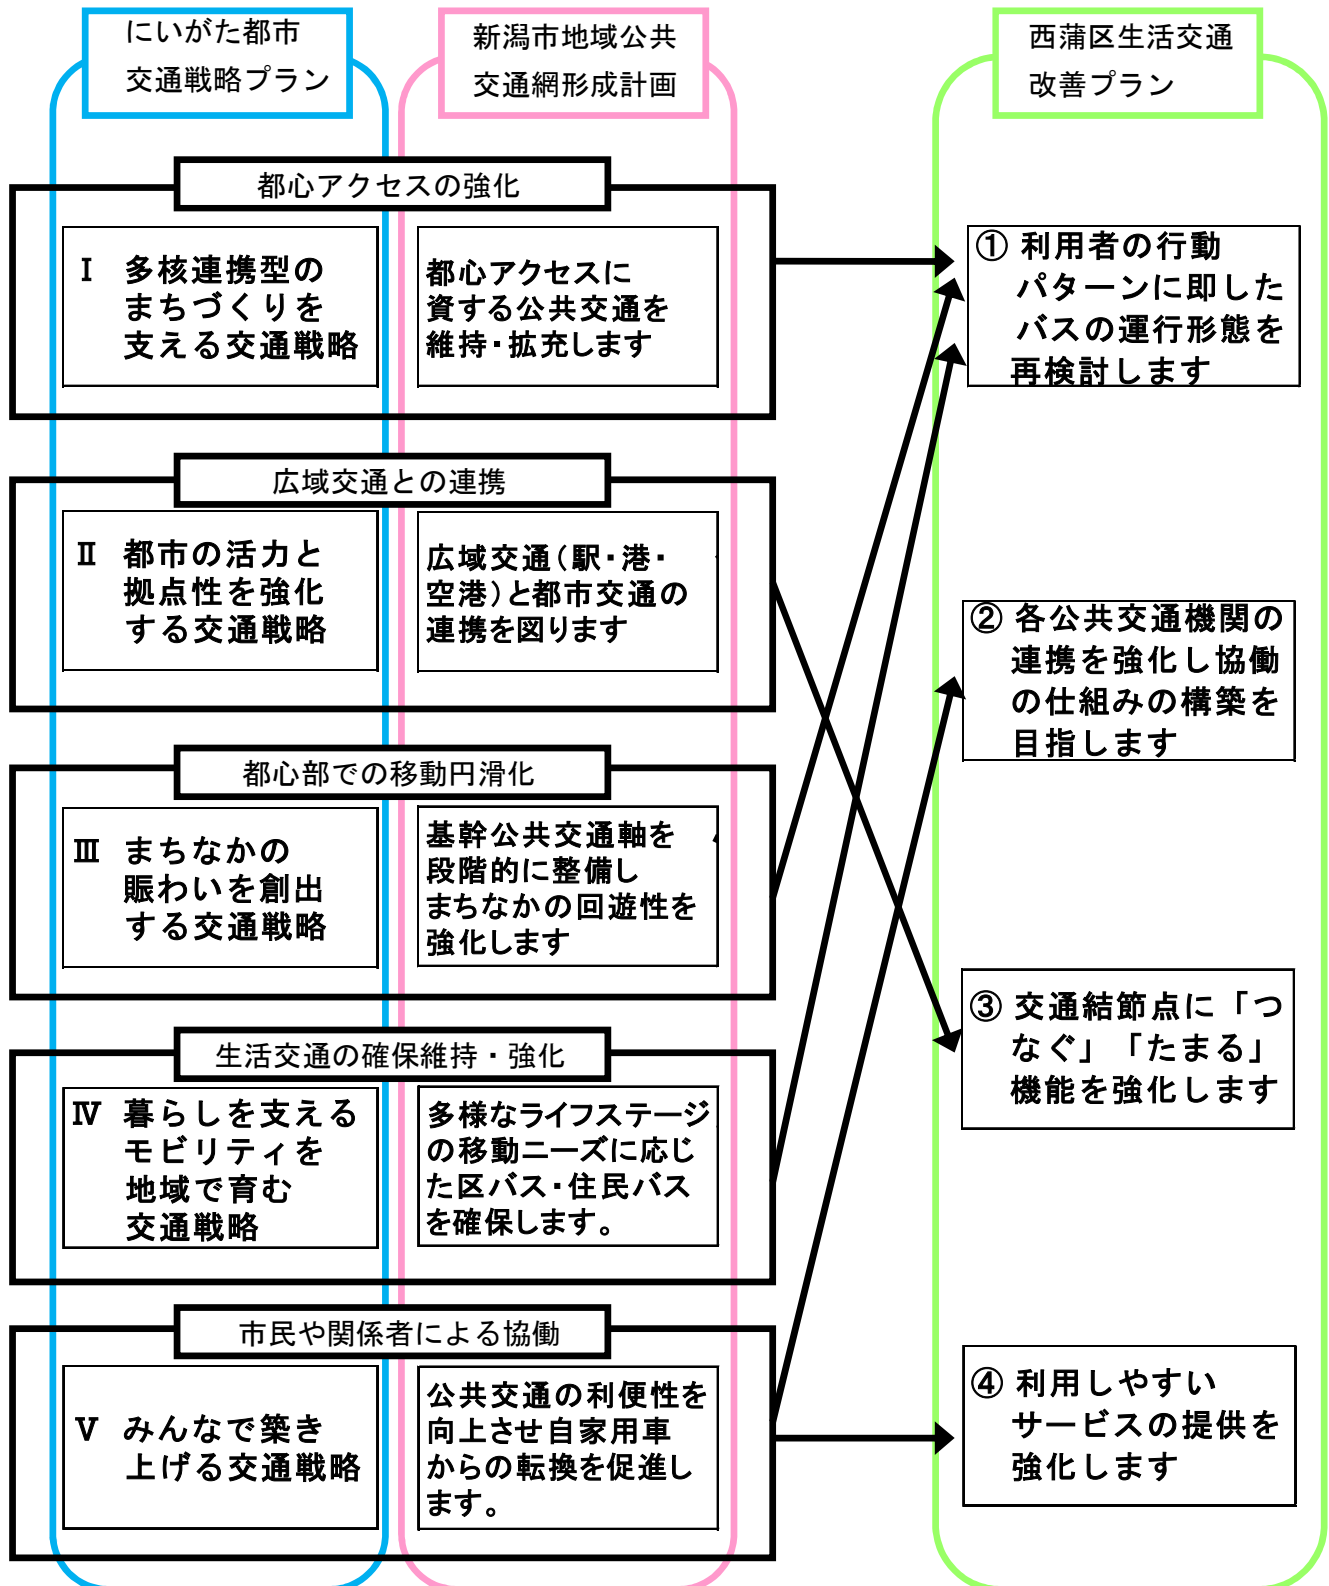 にいがた都市
交通戦略プラン
新潟市地域公共
交通網形成計画
西蒲区生活交通
改善プラン
都心アクセスの強化
Ⅰ 多核連携型の
まちづくりを
支える交通戦略
都心アクセスに
資する公共交通を
維持・拡充します
広域交通との連携
Ⅱ 都市の活力と
拠点性を強化
する交通戦略
広域交通（駅・港・
空港）と都市交通の
連携を図ります
都心部での移動円滑化
Ⅲ まちなかの
賑わいを創出
する交通戦略
基幹公共交通軸を
段階的に整備し
まちなかの回遊性を
強化します
生活交通の確保維持・強化
Ⅳ 暮らしを支える
モビリティを
地域で育む
交通戦略
多様なライフステージ
の移動ニーズに応じ
た区バス・住民バス
を確保します。
市民や関係者による協働
Ⅴ みんなで築き
上げる交通戦略
公共交通の利便性を
向上させ自家用車
からの転換を促進し
ます。
① 利用者の行動
パターンに即した
バスの運行形態を
再検討します
② 各公共交通機関の
連携を強化し協働
の仕組みの構築を
目指します
③ 交通結節点に「つ
なぐ」「たまる」
機能を強化します
④ 利用しやすい
サービスの提供を
強化します